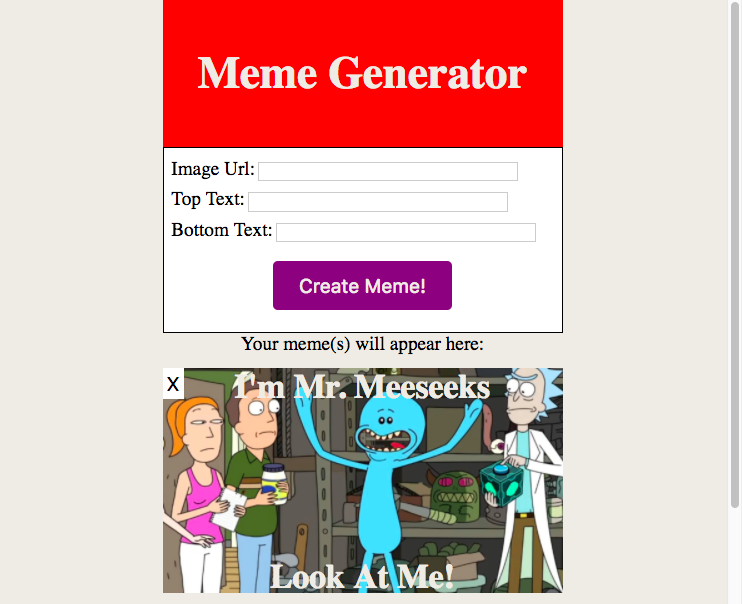 Meme Generator
Image Url:
Top Text:
Bottom Text:
Create Meme!
Your meme(s) will appear here:
X
I'm Mr. Meeseeks
Look At Me!